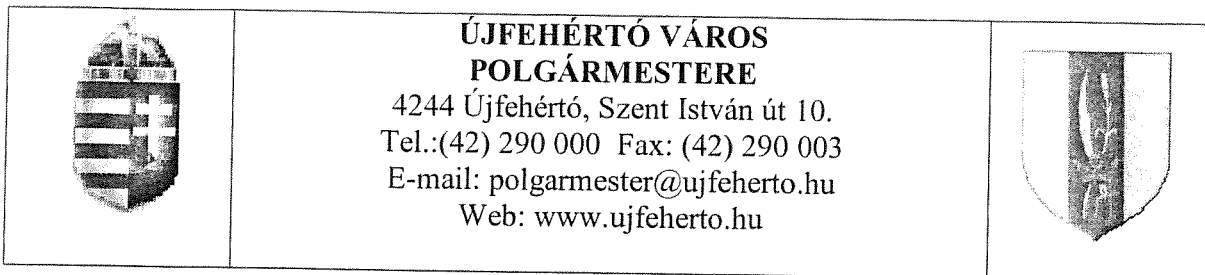 ÚJFEHÉRTÓ VÁROS
POLGÁRMESTERE
4244 Újfehértó, Szent István út 10.
Tel.:(42) 290 000 Fax: (42) 290 003
E-mail: polgarmester@ujfeherto.hu
Web: www.ujfeherto.hu